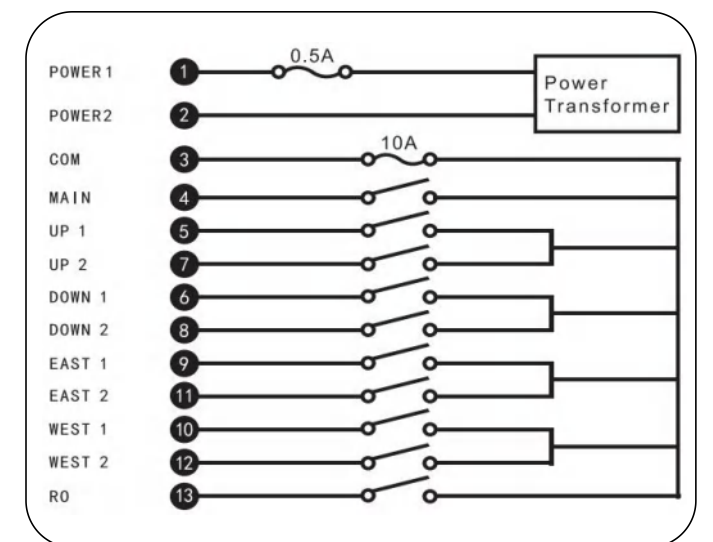 0.5A
POWER1 1
Power
Transformer
POWER2 2
10A
COM 3
MAIN 4
UP 1 5
UP 2 7
DOWN 1 6
DOWN 2 8
EAST 1 9
EAST 2 11
WEST 1 10
WEST 2 12
RO 13